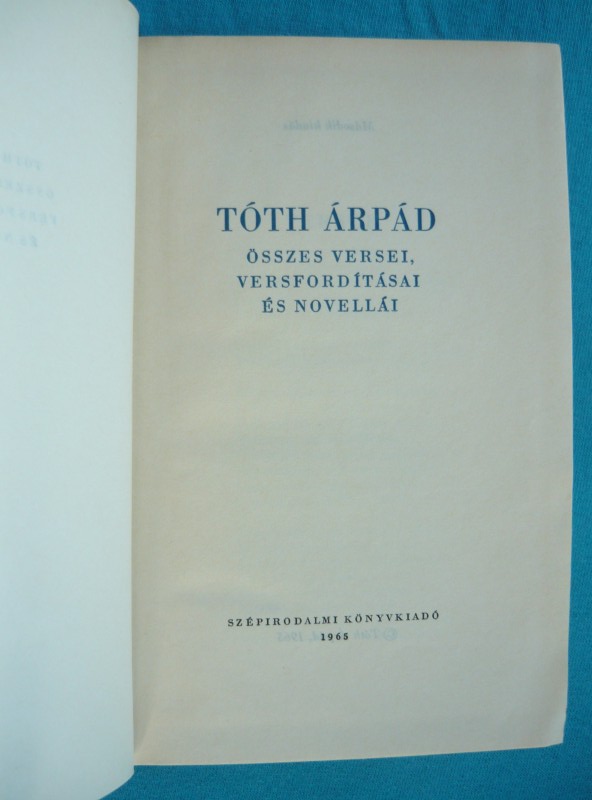 TÓTH ÁRPÁD
ÖSSZES VERSEI,
VERSFORDÍTÁSAI
ÉS NOVELLÁI
SZÉPIRODALMI KÖNYVKIADÓ
1965